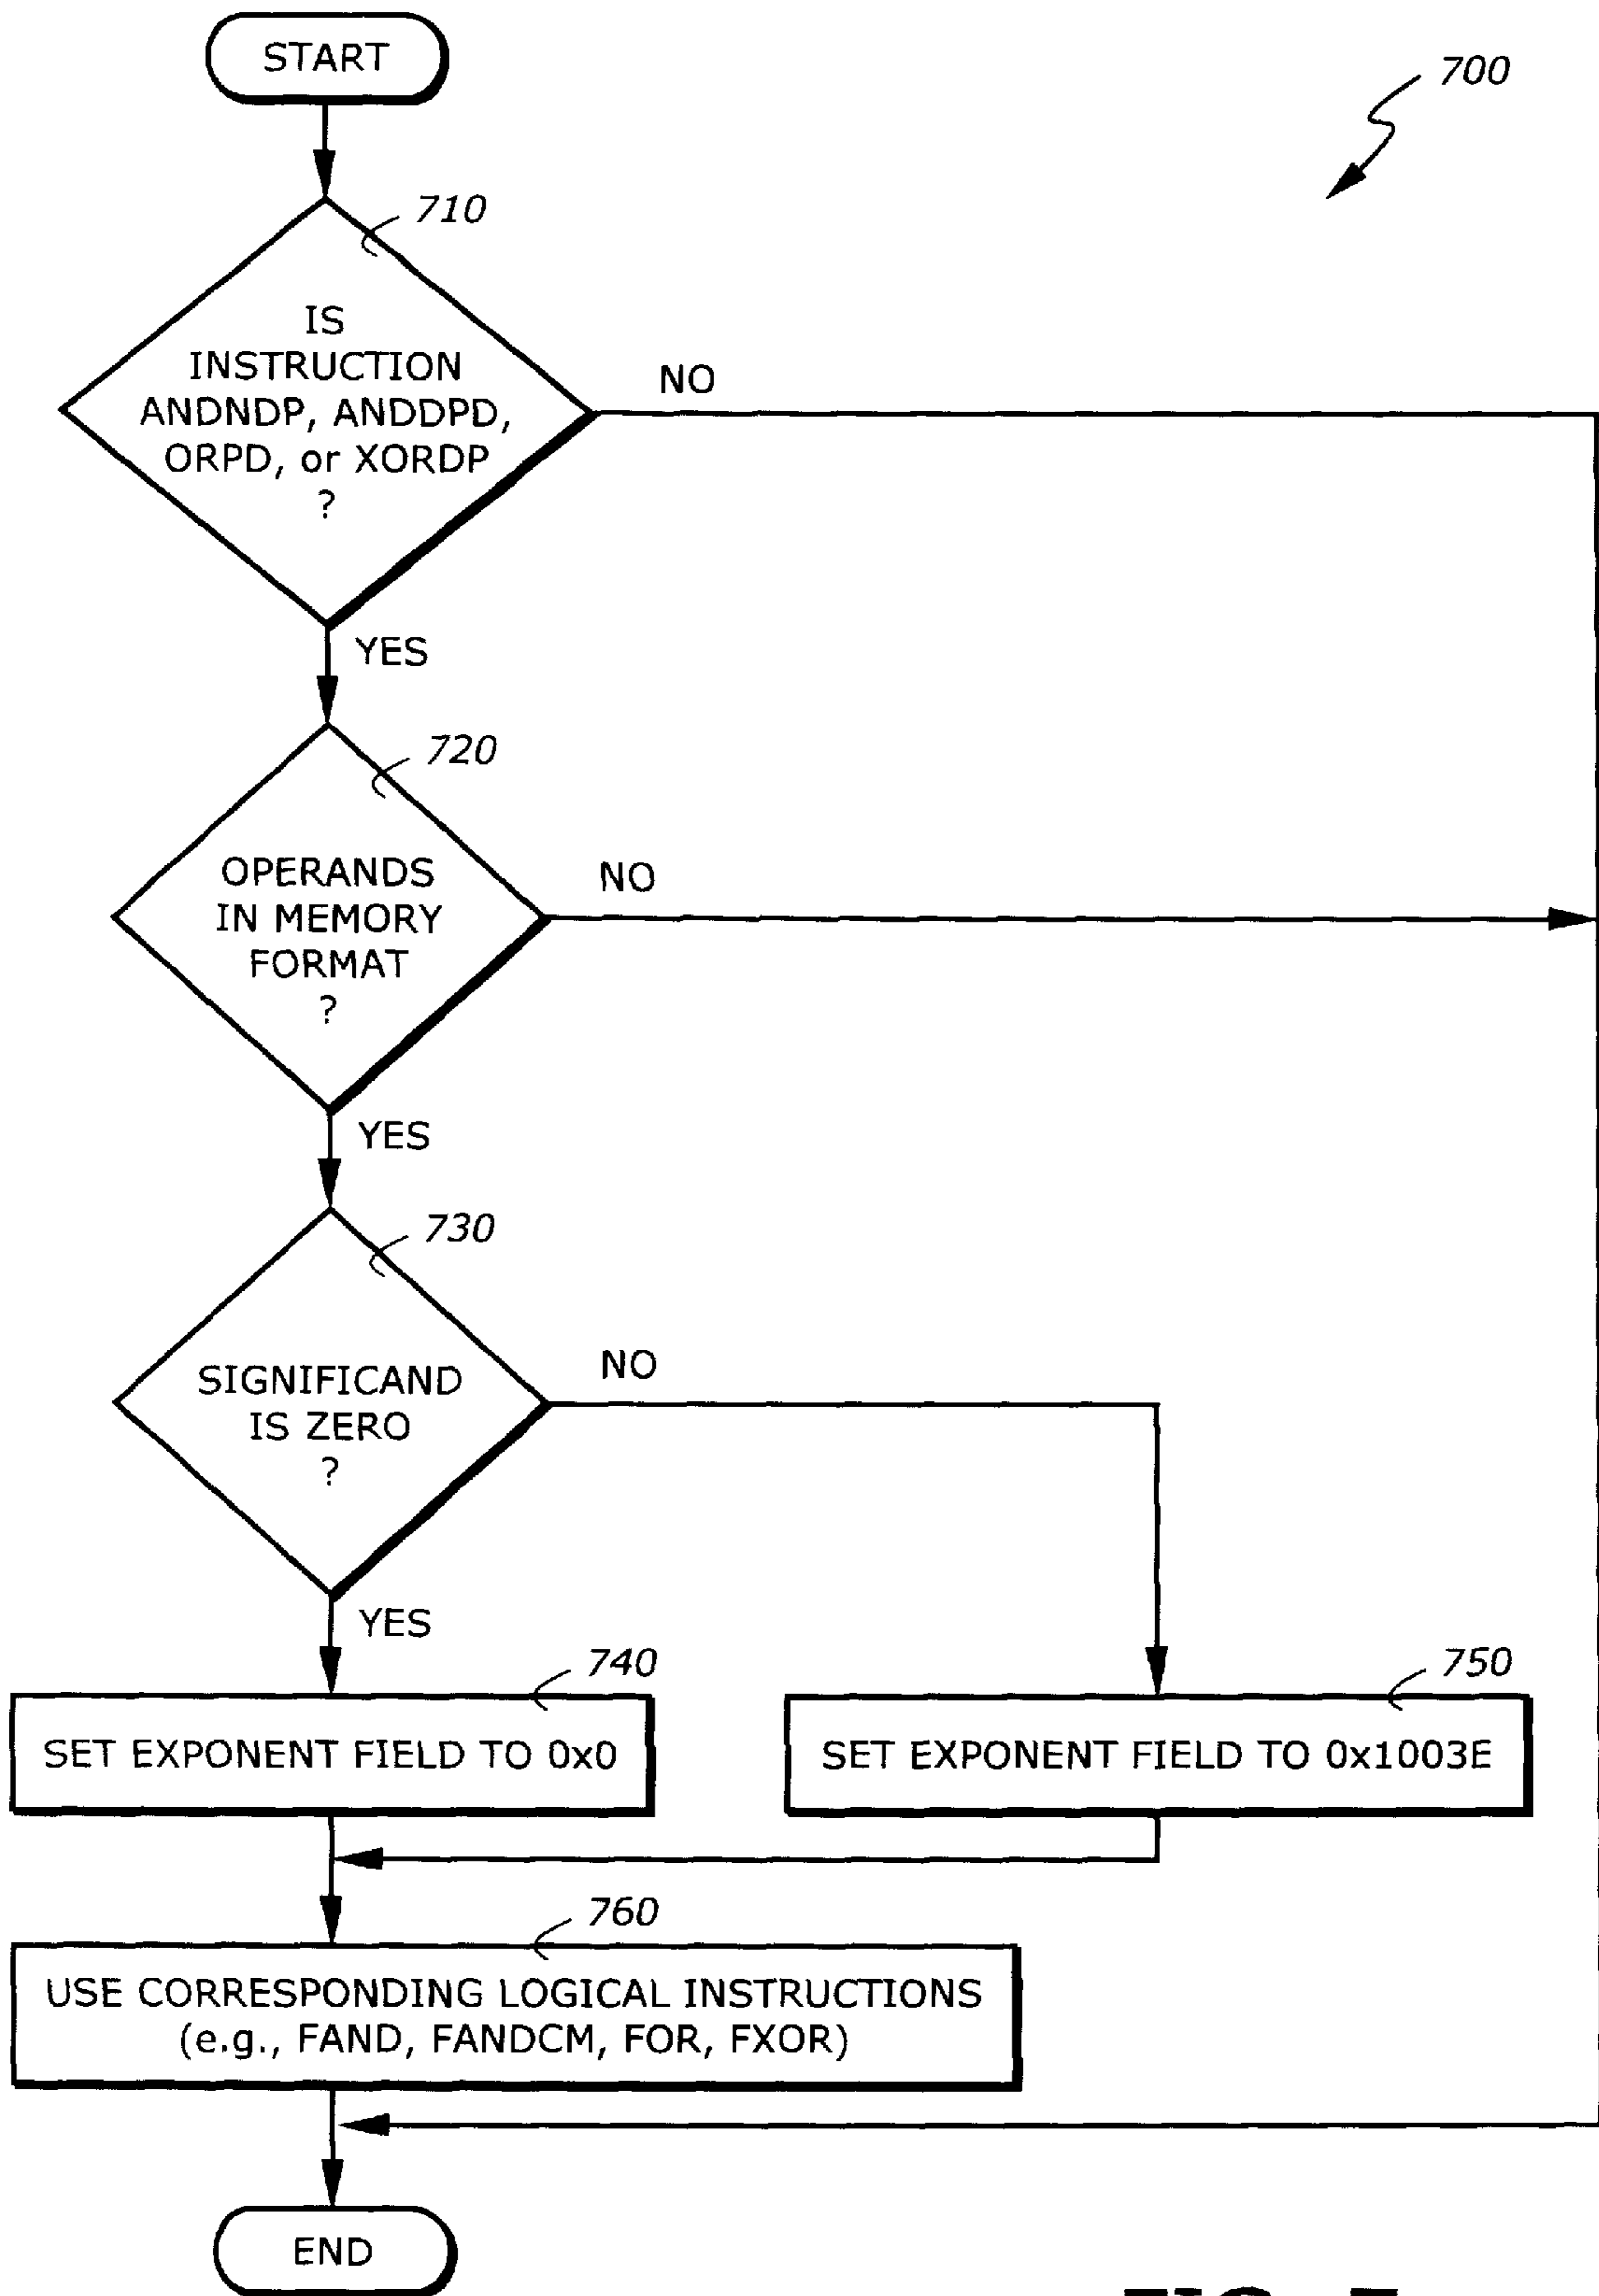 START
700
710
IS
INSTRUCTION
ANDNDP, ANDDPD,
ORPD, or XORDP
?
NO
YES
720
OPERANDS
IN MEMORY
FORMAT
?
NO
YES
730
SIGNIFICAND
IS ZERO
?
NO
YES
740
SET EXPONENT FIELD TO 0x0
750
SET EXPONENT FIELD TO 0x1003E
760
USE CORRESPONDING LOGICAL INSTRUCTIONS
(e.g., FAND, FANDCM, FOR, FXOR)
END